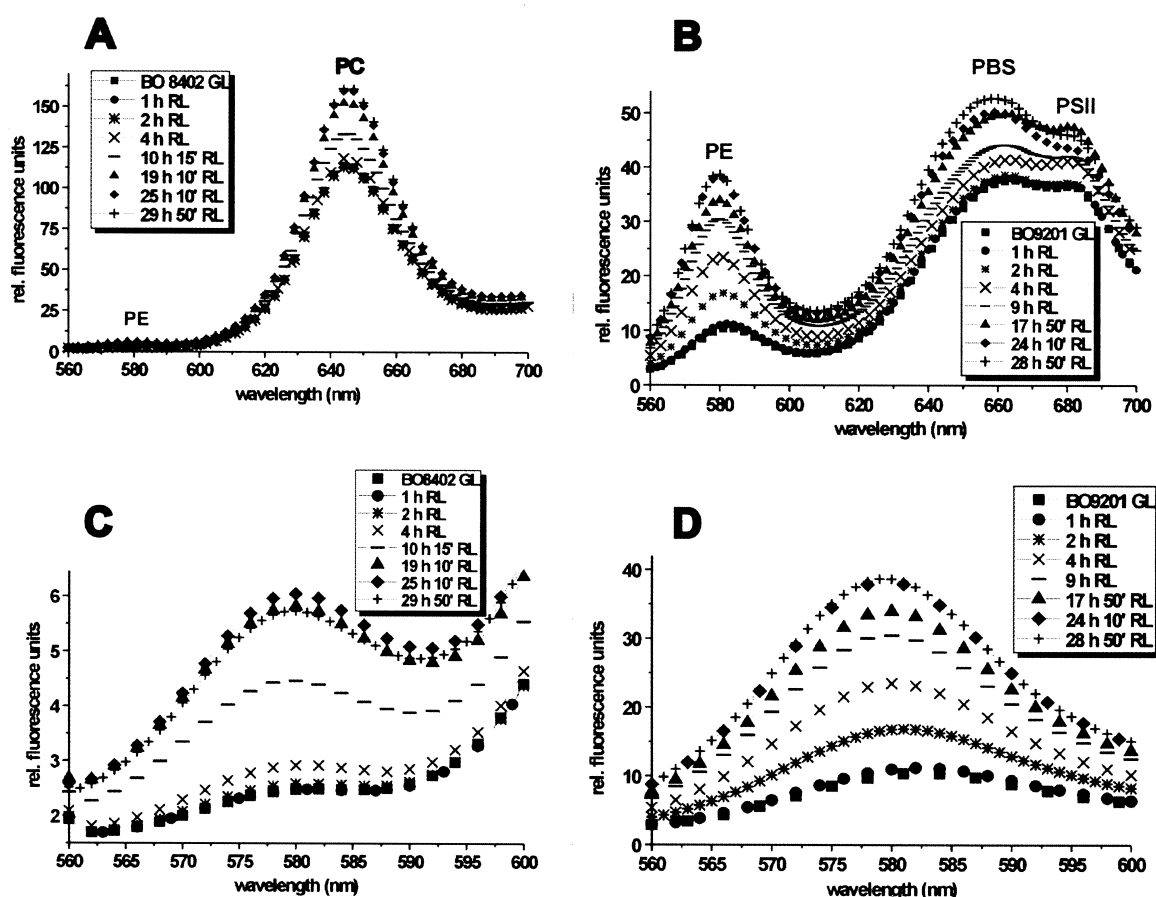 A
PC
BO 8402 GL
1 h RL
2 h RL
4 h RL
10 h 15' RL
19 h 10' RL
25 h 10' RL
29 h 50' RL
PE
rel. fluorescence units
150
125
100
75
50
25
0
560 580 600 620 640 660 680 700
wavelength (nm)
B
PBS
PSII
PE
BO9201 GL
1 h RL
2 h RL
4 h RL
9 h RL
17 h 50' RL
24 h 10' RL
28 h 50' RL
rel. fluorescence units
50
40
30
20
10
0
560 580 600 620 640 660 680 700
wavelength (nm)
C
BO8402 GL
1 h RL
2 h RL
4 h RL
10 h 15' RL
19 h 10' RL
25 h 10' RL
29 h 50' RL
rel. fluorescence units
6
5
4
3
2
560 565 570 575 580 585 590 595 600
wavelength (nm)
D
BO9201 GL
1 h RL
2 h RL
4 h RL
9 h RL
17 h 50' RL
24 h 10' RL
28 h 50' RL
rel. fluorescence units
40
30
20
10
0
560 565 570 575 580 585 590 595 600
wavelength (nm)